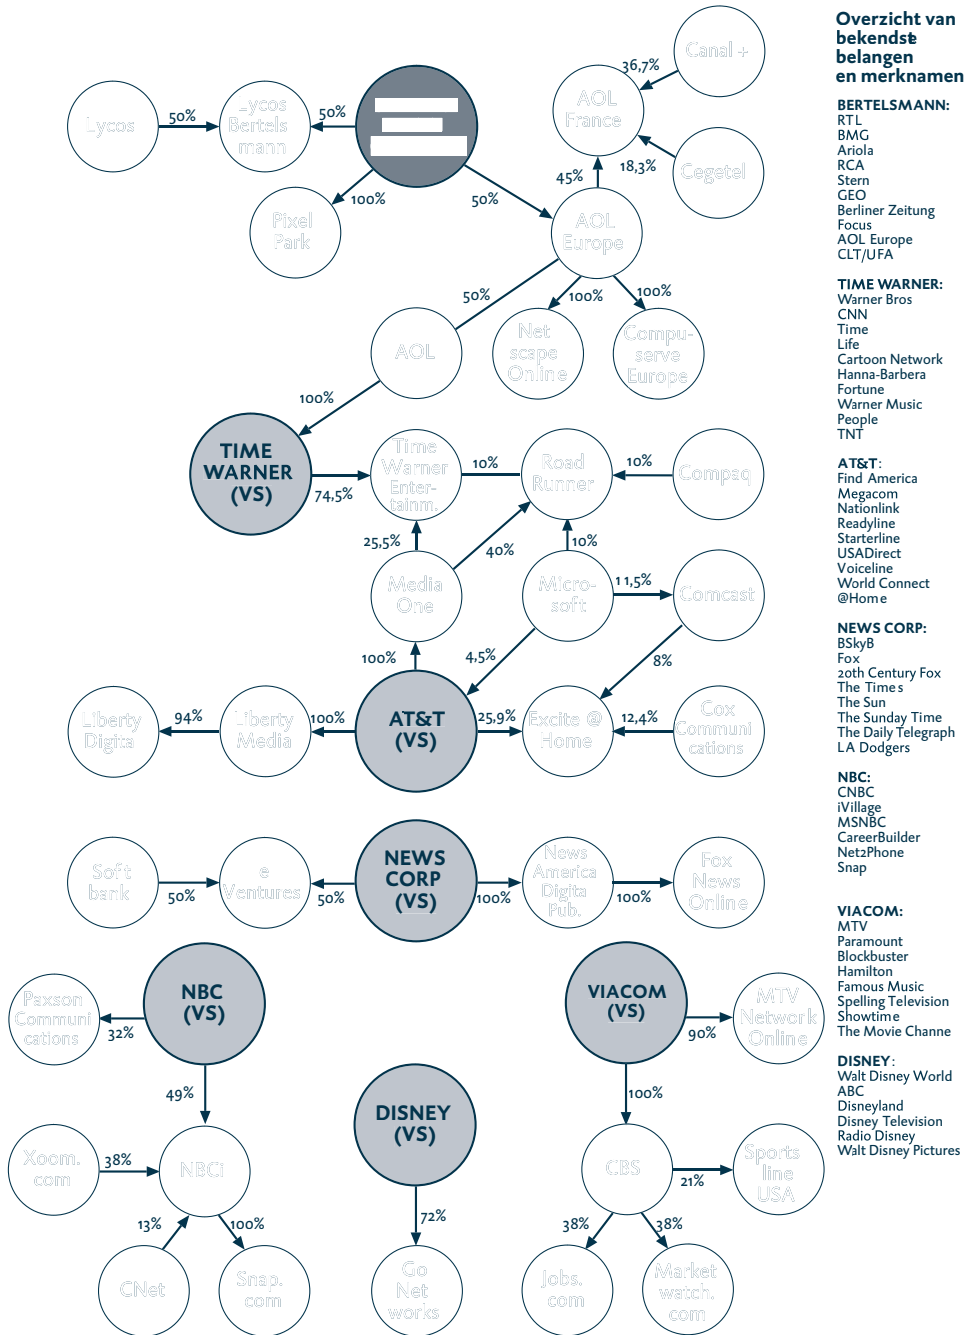 Overzicht van
bekendste
belangen
en merknamen
BERTELSMANN:
RTL
BMG
Ariola
RCA
Stern
GEO
Berliner Zeitung
Focus
AOL Europe
CLT/UFA
TIME WARNER:
Warner Bros
CNN
Time
Life
Cartoon Network
Hanna-Barbera
Fortune
Warner Music
People
TNT
AT&T:
Find America
Megacom
Nationlink
Readyline
Starterline
USADirect
Voiceline
World Connect
@Home
NEWS CORP:
BSkyB
Fox
20th Century Fox
The Times
The Sun
The Sunday Time
The Daily Telegraph
LA Dodgers
NBC:
CNBC
iVillage
MSNBC
CareerBuilder
Net2Phone
Snap
VIACOM:
MTV
Paramount
Blockbuster
Hamilton
Famous Music
Spelling Television
Showtime
The Movie Channe
DISNEY:
Walt Disney World
ABC
Disneyland
Disney Television
Radio Disney
Walt Disney Pictures
Canal +
36,7%
AOL
France
Lycos
50%
Lycos
Bertels
mann
50%
18,3%
Cegetel
45%
100%
50%
Pixel
Park
AOL
Europe
50%
100%
100%
AOL
Net
scape
Online
Compu-
serve
Europe
100%
TIME
WARNER
(VS)
74,5%
Time
Warner
Enter-
tainm.
10%
Road
Runner
10%
Compaq
25,5%
40%
10%
Media
One
Micro-
soft
11,5%
Comcast
100%
4,5%
8%
Liberty
Digita
94%
Liberty
Media
100%
AT&T
(VS)
25,9%
Excite @
Home
12,4%
Cox
Communi
cations
Soft
bank
50%
e
Ventures
50%
NEWS
CORP
(VS)
100%
News
America
Digita
Pub.
100%
Fox
News
Online
Paxson
Communi
cations
32%
NBC
(VS)
VIACOM
(VS)
90%
MTV
Network
Online
49%
100%
DISNEY
(VS)
Xoom.
com
38%
NBCi
CBS
21%
Sports
line
USA
13%
100%
72%
38%
38%
CNet
Snap.
com
Go
Net
works
Jobs.
com
Market
watch.
com